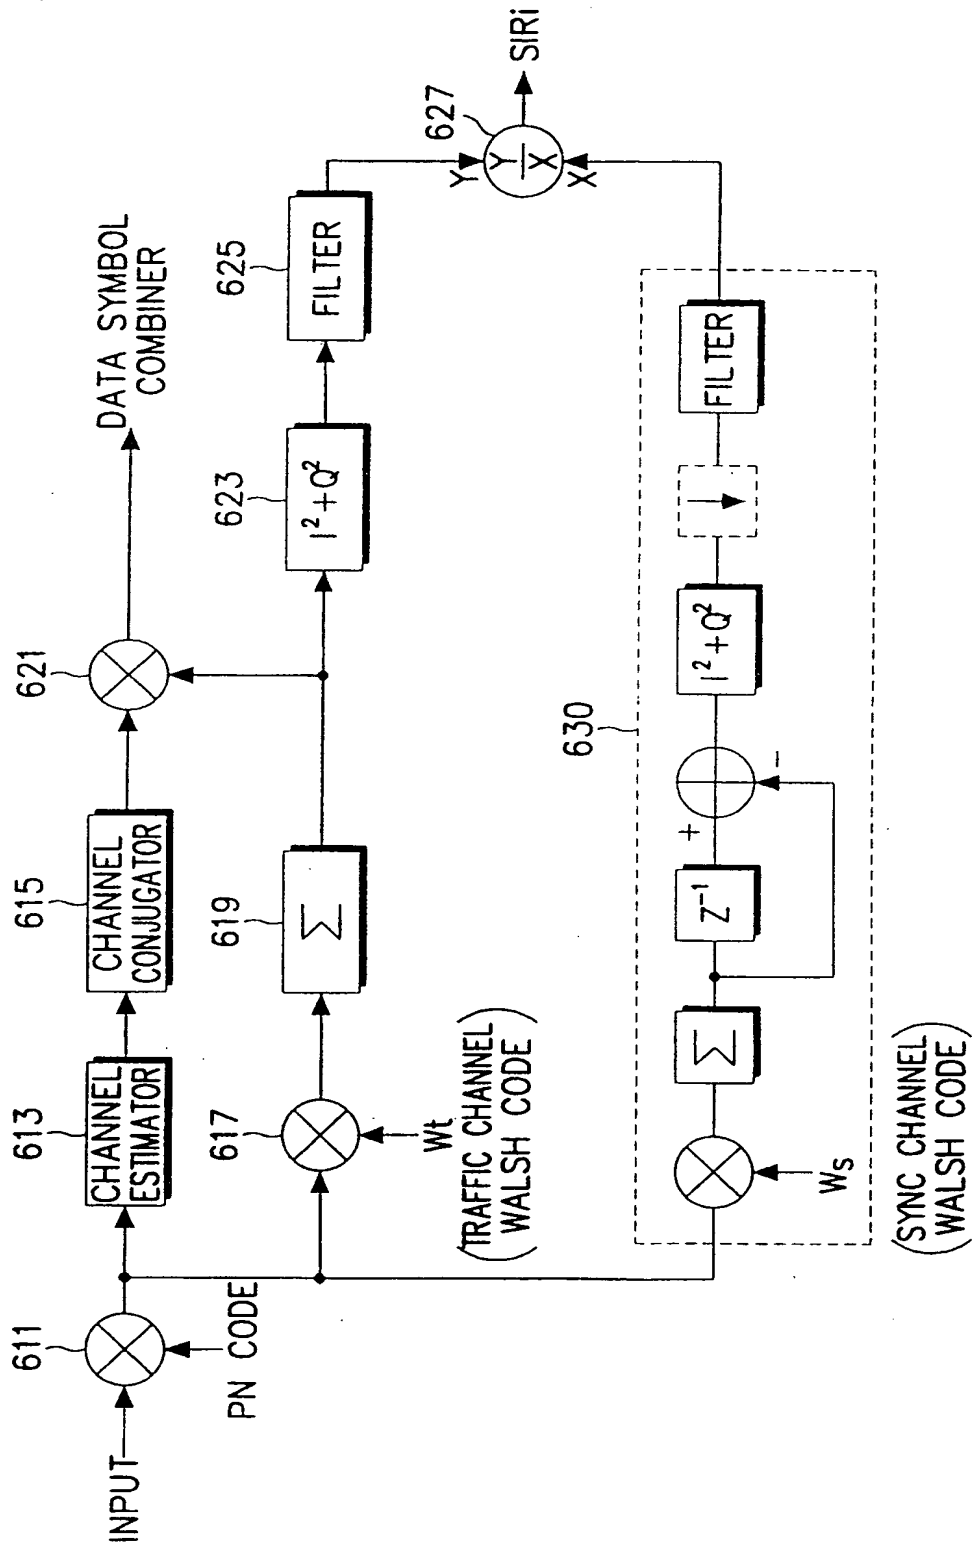 INPUT
611
PN CODE
613
CHANNEL
ESTIMATOR
615
CHANNEL
CONJUGATOR
621
DATA SYMBOL
COMBINER
617
Wt
(TRAFFIC CHANNEL
WALSH CODE)
619
Σ
623
I²+Q²
625
FILTER
Y
627
Y
X
X
SIRi
630
Ws
(SYNC CHANNEL
WALSH CODE)
Σ
Z⁻¹
+
-
I²+Q²
FILTER